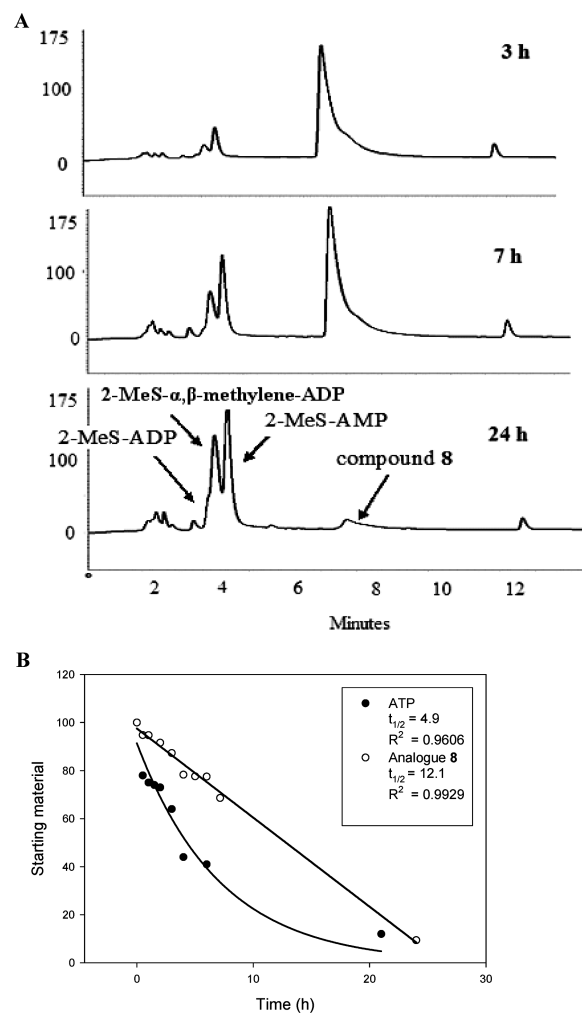 A
175
100
0
3 h
175
100
0
7 h
175
100
0
2-MeS-α,β-methylene-ADP
2-MeS-ADP
2-MeS-AMP
24 h
compound 8
0 2 4 6 8 10 12
Minutes
B
120
100
80
60
40
20
0
Starting material
ATP
t1/2 = 4.9
R² = 0.9606
Analogue 8
t1/2 = 12.1
R² = 0.9929
0 10 20 30
Time (h)